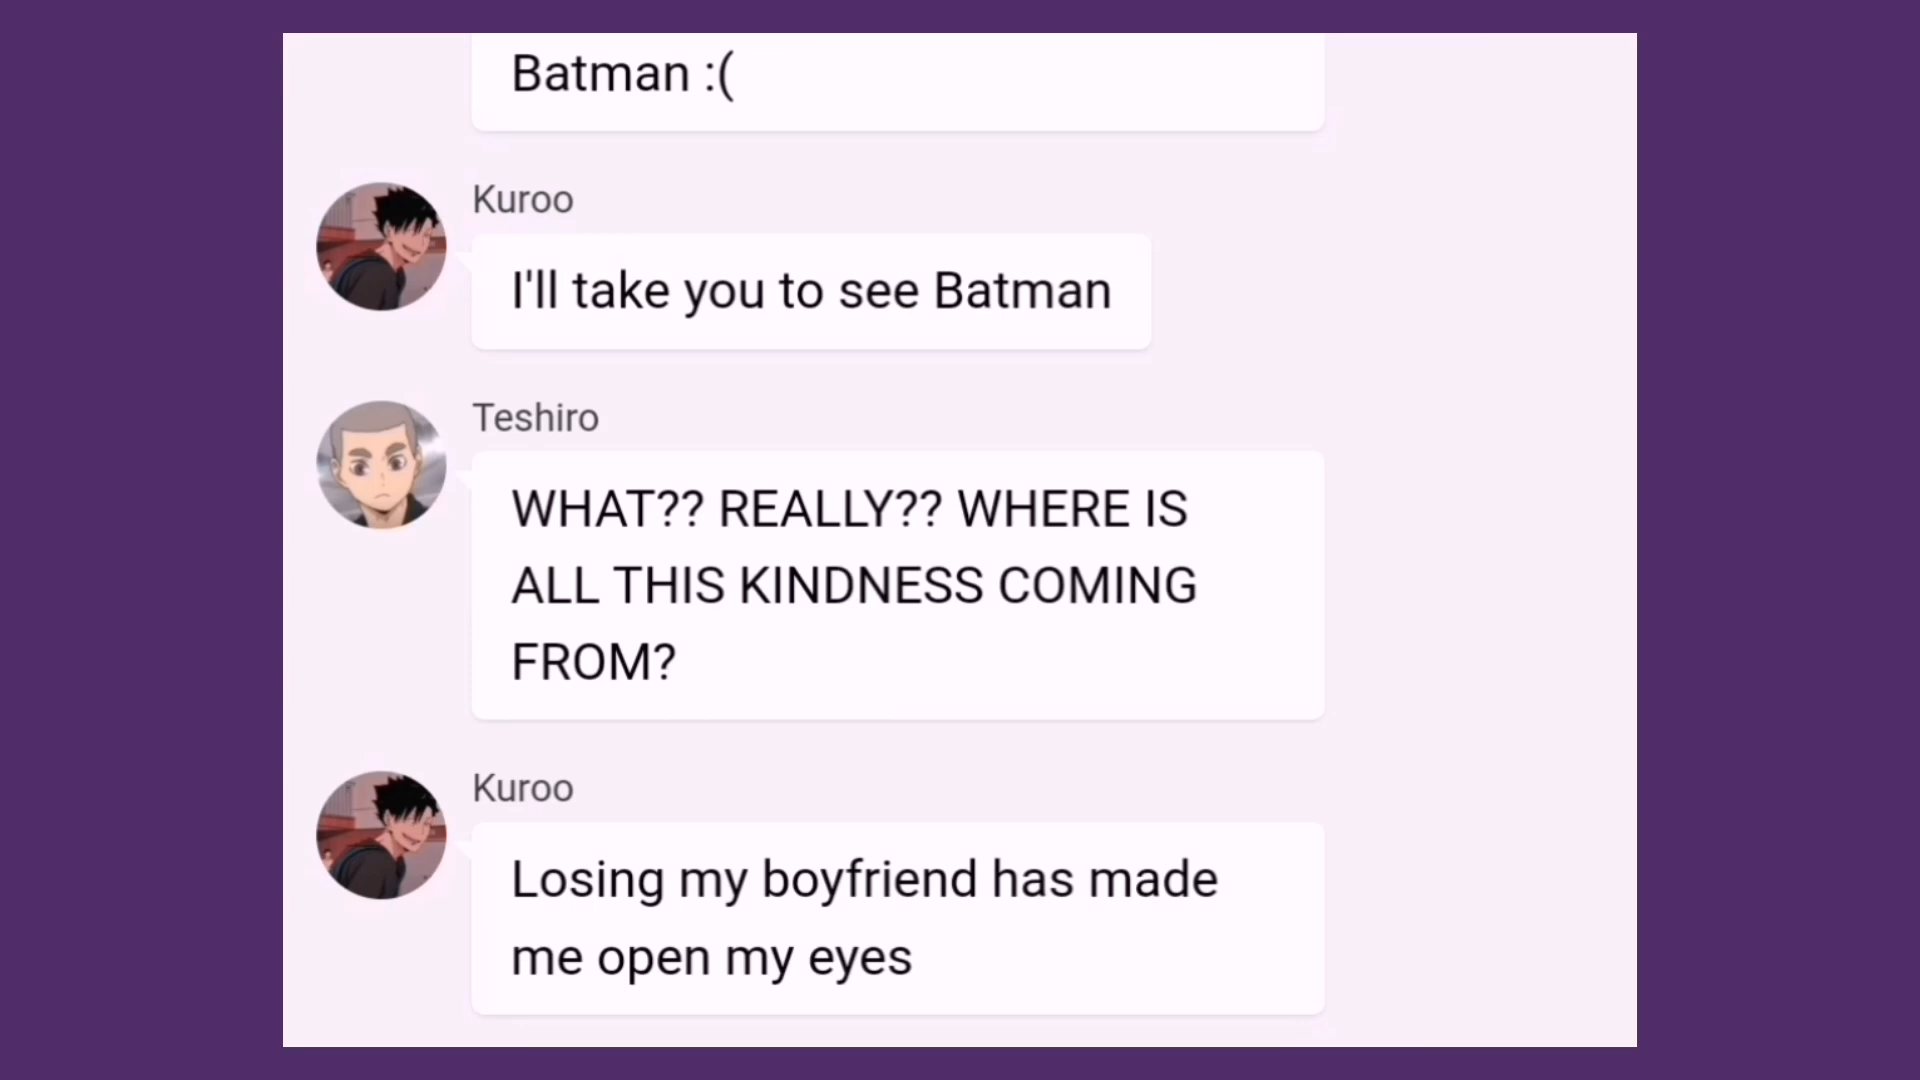 Batman :(
Kuroo
I'll take you to see Batman
Teshiro
WHAT?? REALLY?? WHERE IS
ALL THIS KINDNESS COMING
FROM?
Kuroo
Losing my boyfriend has made
me open my eyes